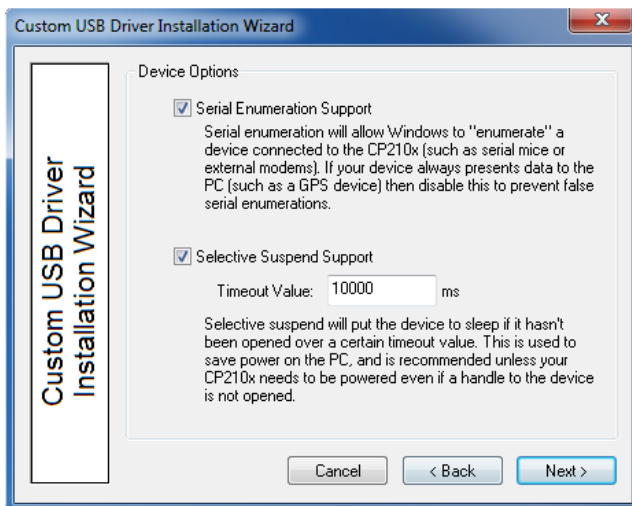 Custom USB Driver Installation Wizard
Custom USB Driver
Installation Wizard
Device Options
Serial Enumeration Support
Serial enumeration will allow Windows to "enumerate" a
device connected to the CP210x (such as serial mice or
external modems). If your device always presents data to the
PC (such as a GPS device) then disable this to prevent false
serial enumerations.
Selective Suspend Support
Timeout Value: 10000 ms
Selective suspend will put the device to sleep if it hasn't
been opened over a certain timeout value. This is used to
save power on the PC, and is recommended unless your
CP210x needs to be powered even if a handle to the device
is not opened.
Cancel < Back Next >